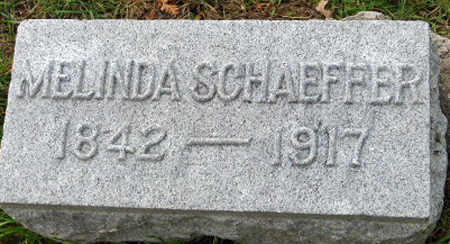 MELINDA SCHAEFFER
1842 — 1917